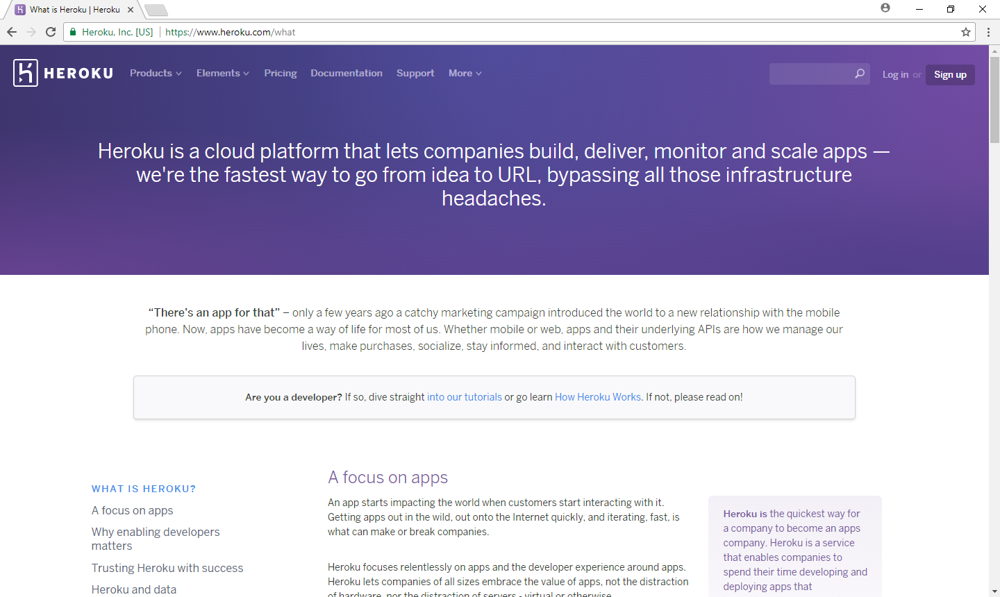 What is Heroku | Heroku
Heroku, Inc. [US] | https://www.heroku.com/what
HEROKU Products Elements Pricing Documentation Support More Log in or Sign up
Heroku is a cloud platform that lets companies build, deliver, monitor and scale apps —
we're the fastest way to go from idea to URL, bypassing all those infrastructure
headaches.
“There’s an app for that” – only a few years ago a catchy marketing campaign introduced the world to a new relationship with the mobile
phone. Now, apps have become a way of life for most of us. Whether mobile or web, apps and their underlying APIs are how we manage our
lives, make purchases, socialize, stay informed, and interact with customers.
Are you a developer? If so, dive straight into our tutorials or go learn How Heroku Works. If not, please read on!
WHAT IS HEROKU?
A focus on apps
Why enabling developers
matters
Trusting Heroku with success
Heroku and data
A focus on apps
An app starts impacting the world when customers start interacting with it.
Getting apps out in the wild, out onto the Internet quickly, and iterating, fast, is
what can make or break companies.
Heroku focuses relentlessly on apps and the developer experience around apps.
Heroku lets companies of all sizes embrace the value of apps, not the distraction
of hardware, nor the distraction of servers - virtual or otherwise.
Heroku is the quickest way for
a company to become an apps
company. Heroku is a service
that enables companies to
spend their time developing and
deploying apps that